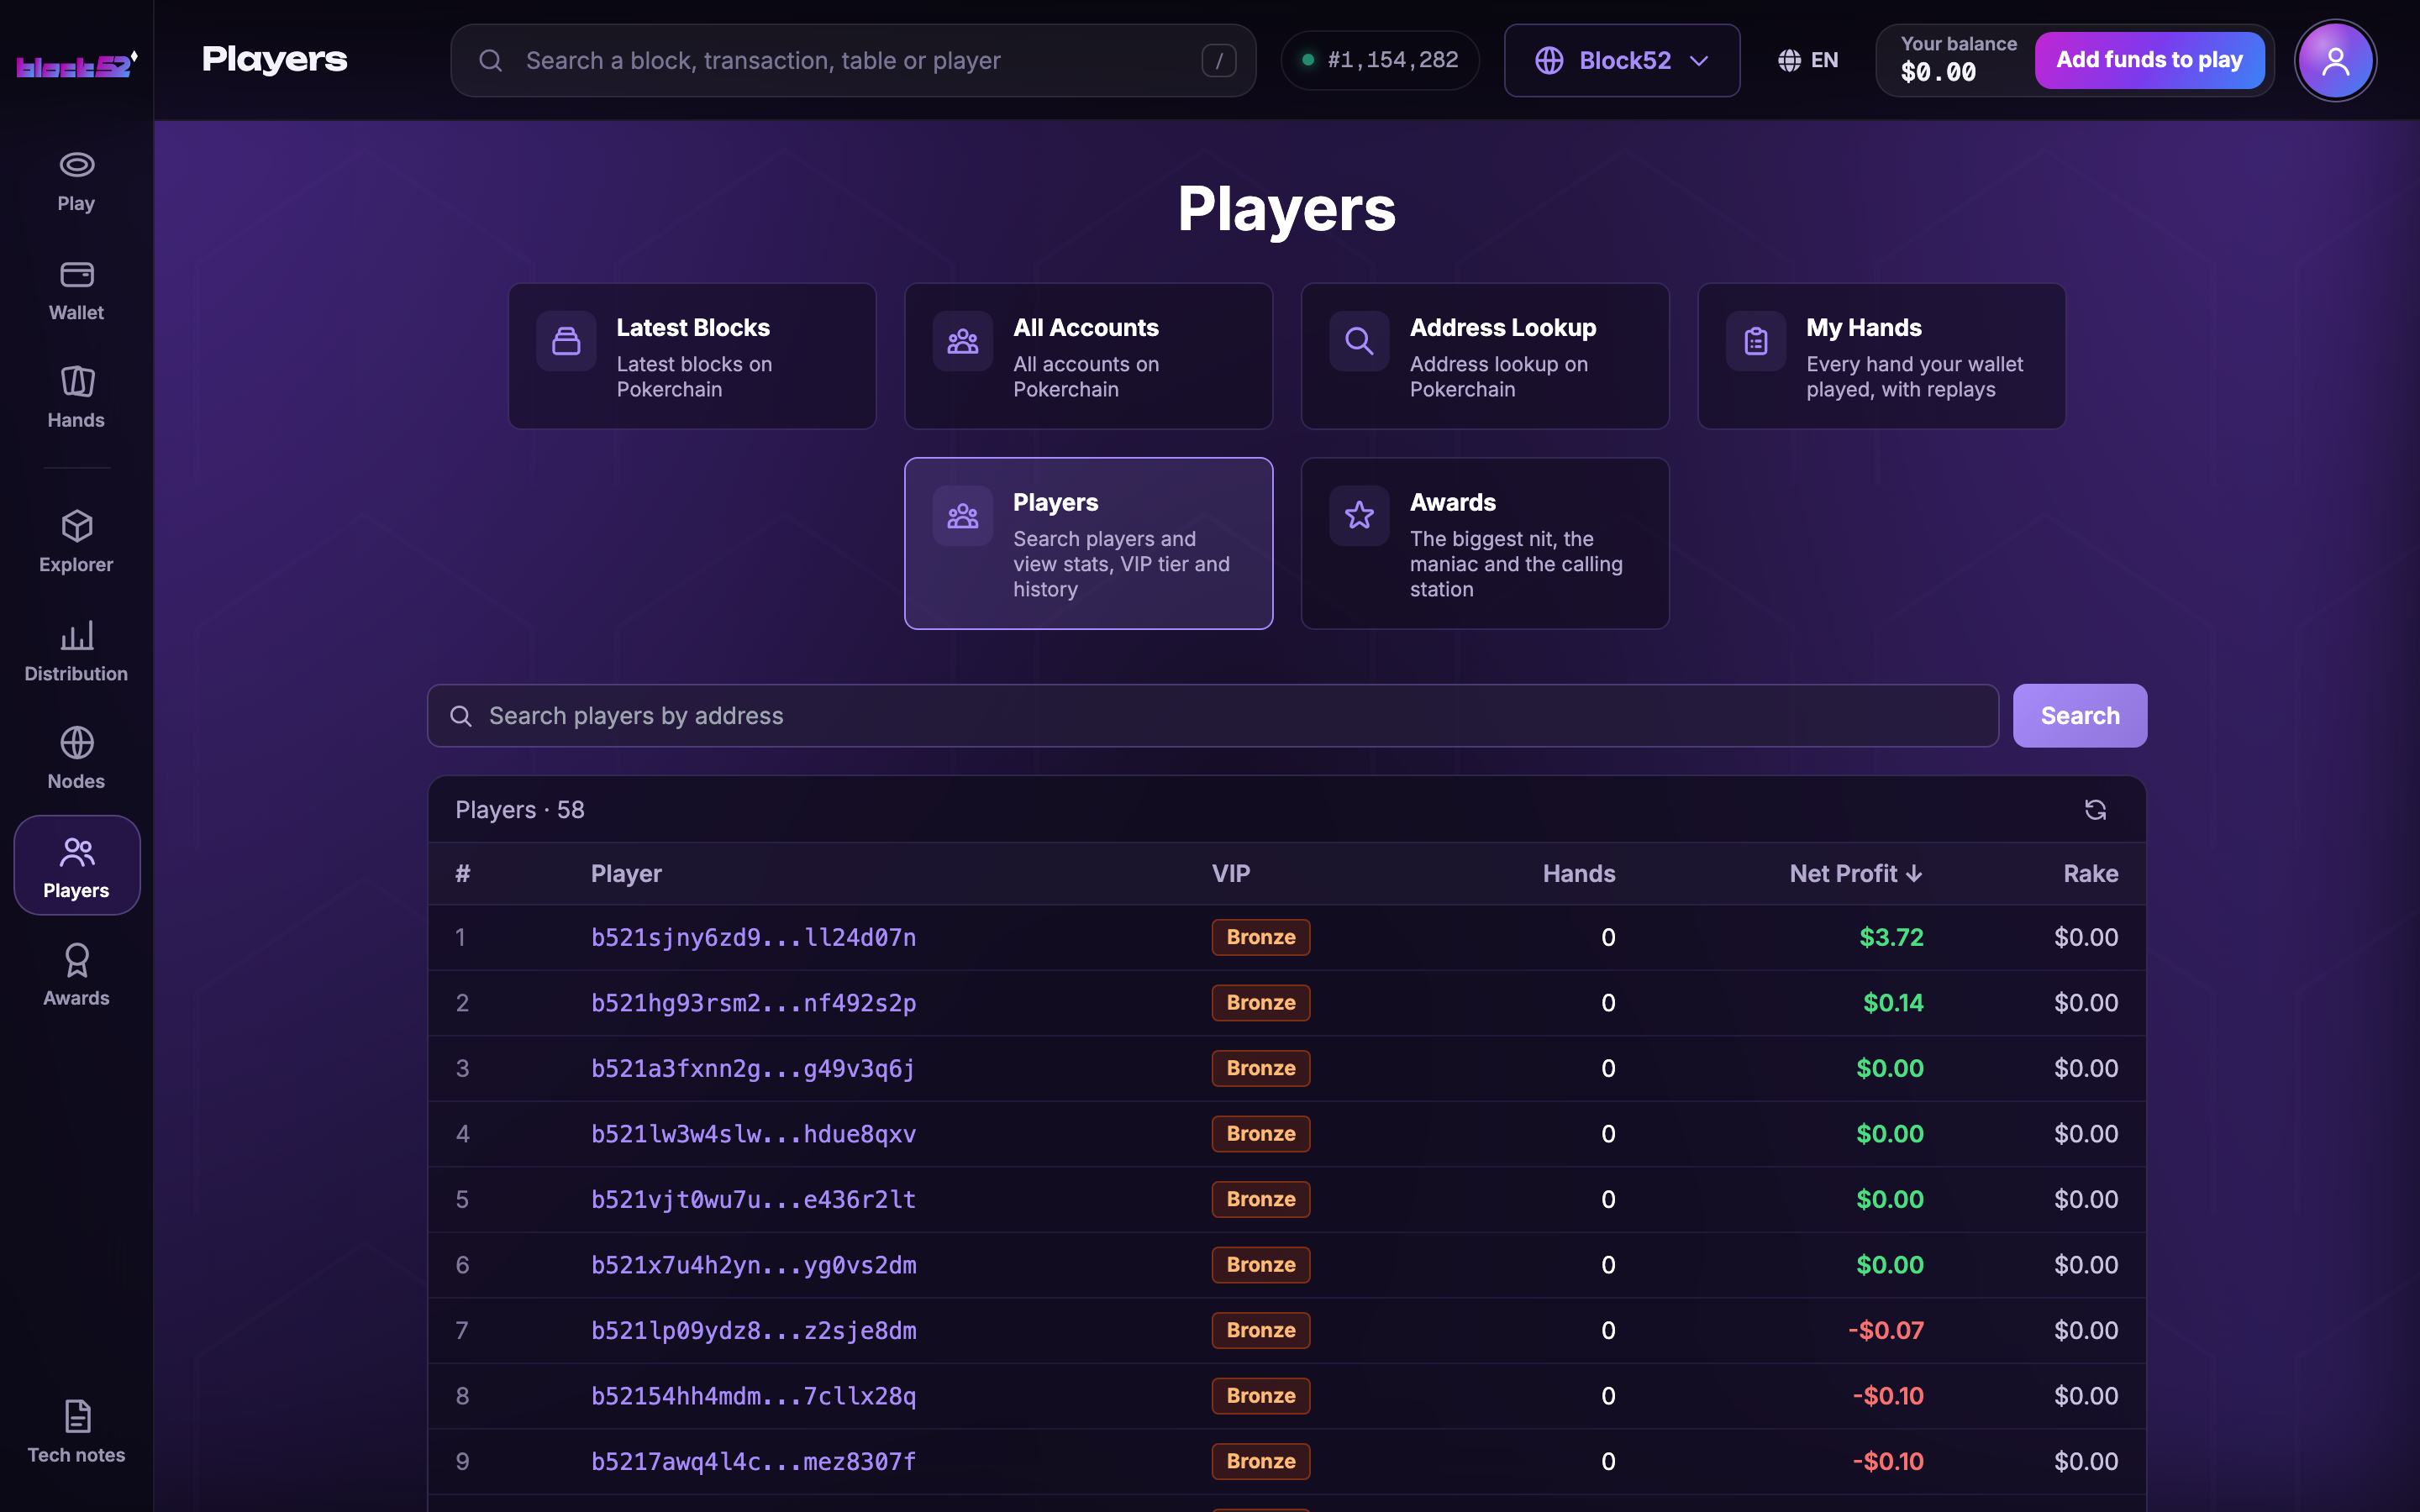 block52
Players
Search a block, transaction, table or player
/
#1,154,282
Block52
EN
Your balance
$0.00
Add funds to play
Play
Wallet
Hands
Explorer
Distribution
Nodes
Players
Awards
Tech notes
Players
Latest Blocks
Latest blocks on
Pokerchain
All Accounts
All accounts on
Pokerchain
Address Lookup
Address lookup on
Pokerchain
My Hands
Every hand your wallet
played, with replays
Players
Search players and
view stats, VIP tier and
history
Awards
The biggest nit, the
maniac and the calling
station
Search players by address
Search
Players · 58
# Player VIP Hands Net Profit ↓ Rake
1 b521sjny6zd9...ll24d07n Bronze 0 $3.72 $0.00
2 b521hg93rsm2...nf492s2p Bronze 0 $0.14 $0.00
3 b521a3fxnn2g...g49v3q6j Bronze 0 $0.00 $0.00
4 b521lw3w4slw...hdue8qxv Bronze 0 $0.00 $0.00
5 b521vjt0wu7u...e436r2lt Bronze 0 $0.00 $0.00
6 b521x7u4h2yn...yg0vs2dm Bronze 0 $0.00 $0.00
7 b521lp09ydz8...z2sje8dm Bronze 0 -$0.07 $0.00
8 b52154hh4mdm...7cllx28q Bronze 0 -$0.10 $0.00
9 b5217awq4l4c...mez8307f Bronze 0 -$0.10 $0.00